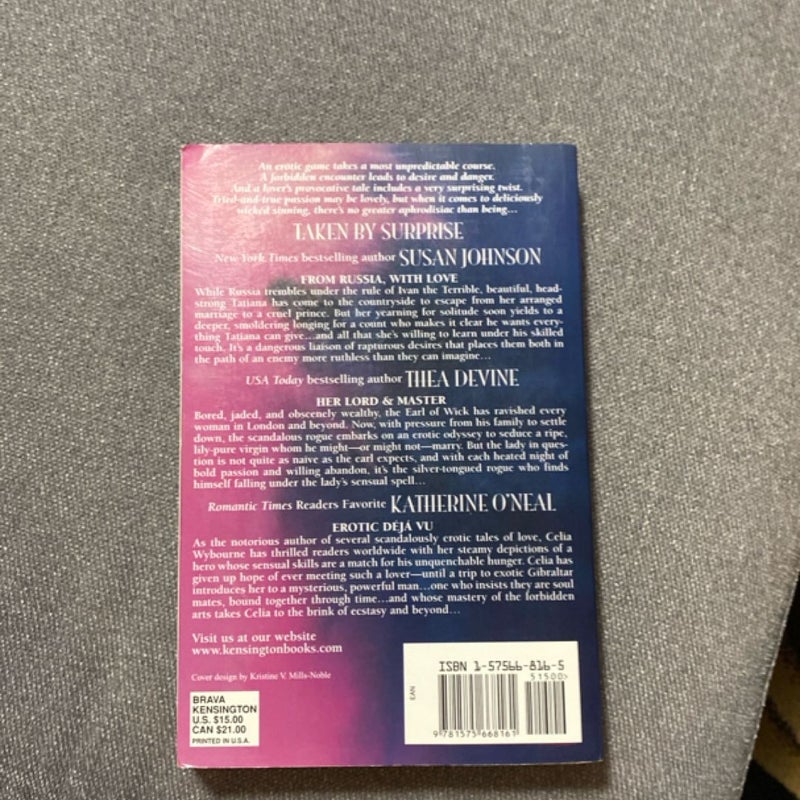 An erotic game takes a most unpredictable course.
A forbidden encounter leads to desire and danger.
And a lover's provocative tale includes a very surprising twist.
Tried-and-true passion may be lovely, but when it comes to deliciously
wicked sinning, there's no greater aphrodisiac than being...
TAKEN BY SURPRISE
New York Times bestselling author SUSAN JOHNSON
FROM RUSSIA, WITH LOVE
While Russia trembles under the rule of Ivan the Terrible, beautiful, head-
strong Tatiana has come to the countryside to escape from her arranged
marriage to a cruel prince. But her yearning for solitude soon yields to a
deeper, smoldering longing for a count who makes it clear he wants every-
thing Tatiana can give...and all that she's willing to learn under his skilled
touch. It's a dangerous liaison of rapturous desires that places them both in
the path of an enemy more ruthless than they can imagine...
USA Today bestselling author THEA DEVINE
HER LORD & MASTER
Bored, jaded, and obscenely wealthy, the Earl of Wick has ravished every
woman in London and beyond. Now, with pressure from his family to settle
down, the scandalous rogue embarks on an erotic odyssey to seduce a ripe,
lily-pure virgin whom he might—or might not—marry. But the lady in ques-
tion is not quite as naive as the earl expects, and with each heated night of
bold passion and willing abandon, it's the silver-tongued rogue who finds
himself falling under the lady's sensual spell...
Romantic Times Readers Favorite KATHERINE O'NEAL
EROTIC DÉJÀ VU
As the notorious author of several scandalously erotic tales of love, Celia
Wybourne has thrilled readers worldwide with her steamy depictions of a
hero whose sensual skills are a match for his unquenchable hunger. Celia has
given up hope of ever meeting such a lover—until a trip to exotic Gibraltar
introduces her to a mysterious, powerful man...one who insists they are soul
mates, bound together through time...and whose mastery of the forbidden
arts takes Celia to the brink of ecstasy and beyond...
Visit us at our website
www.kensingtonbooks.com
Cover design by Kristine V. Mills-Noble
BRAVA
KENSINGTON
U.S. $15.00
CAN $21.00
PRINTED IN U.S.A.
ISBN 1-57566-816-5
51500>
EAN
9 781575 668161